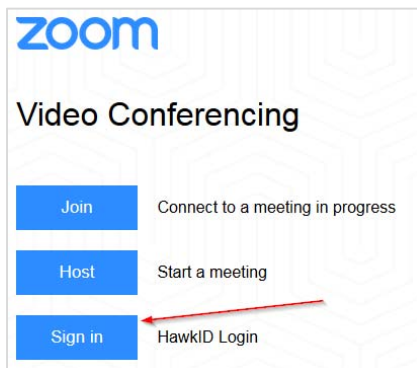 zoom
Video Conferencing
Join Connect to a meeting in progress
Host Start a meeting
Sign in HawkID Login